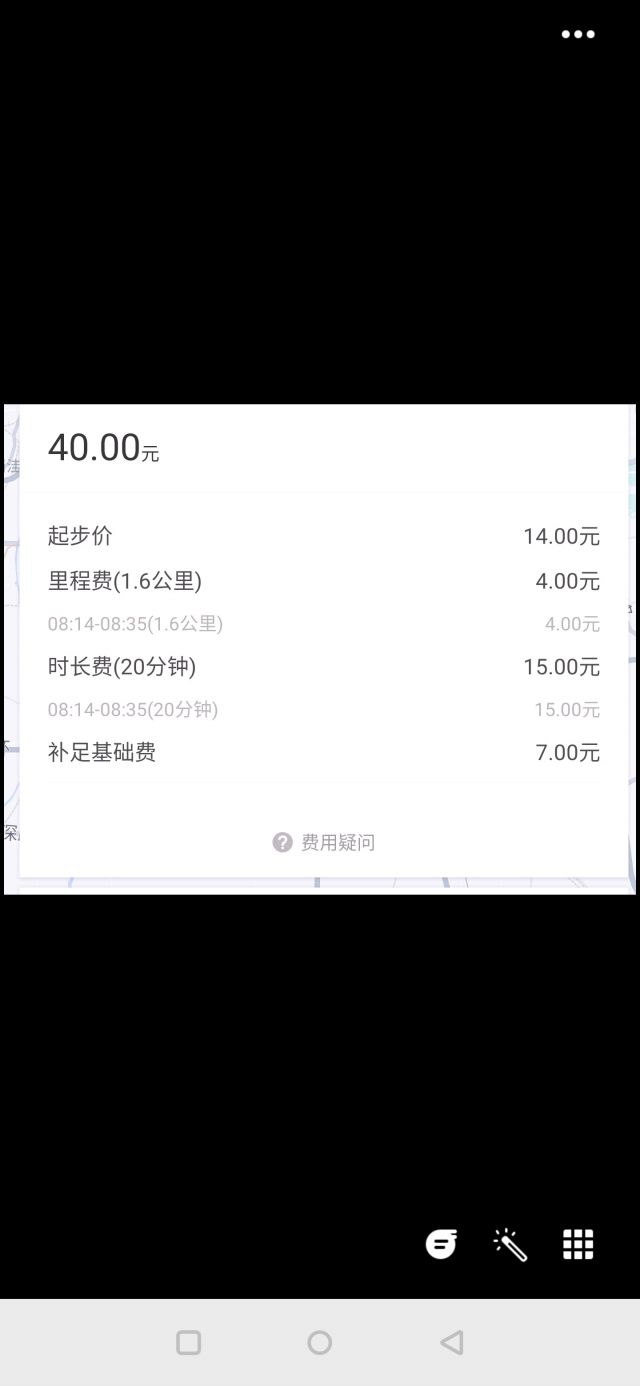 40.00元
起步价 14.00元
里程费(1.6公里) 4.00元
08:14-08:35(1.6公里) 4.00元
时长费(20分钟) 15.00元
08:14-08:35(20分钟) 15.00元
补足基础费 7.00元
? 费用疑问